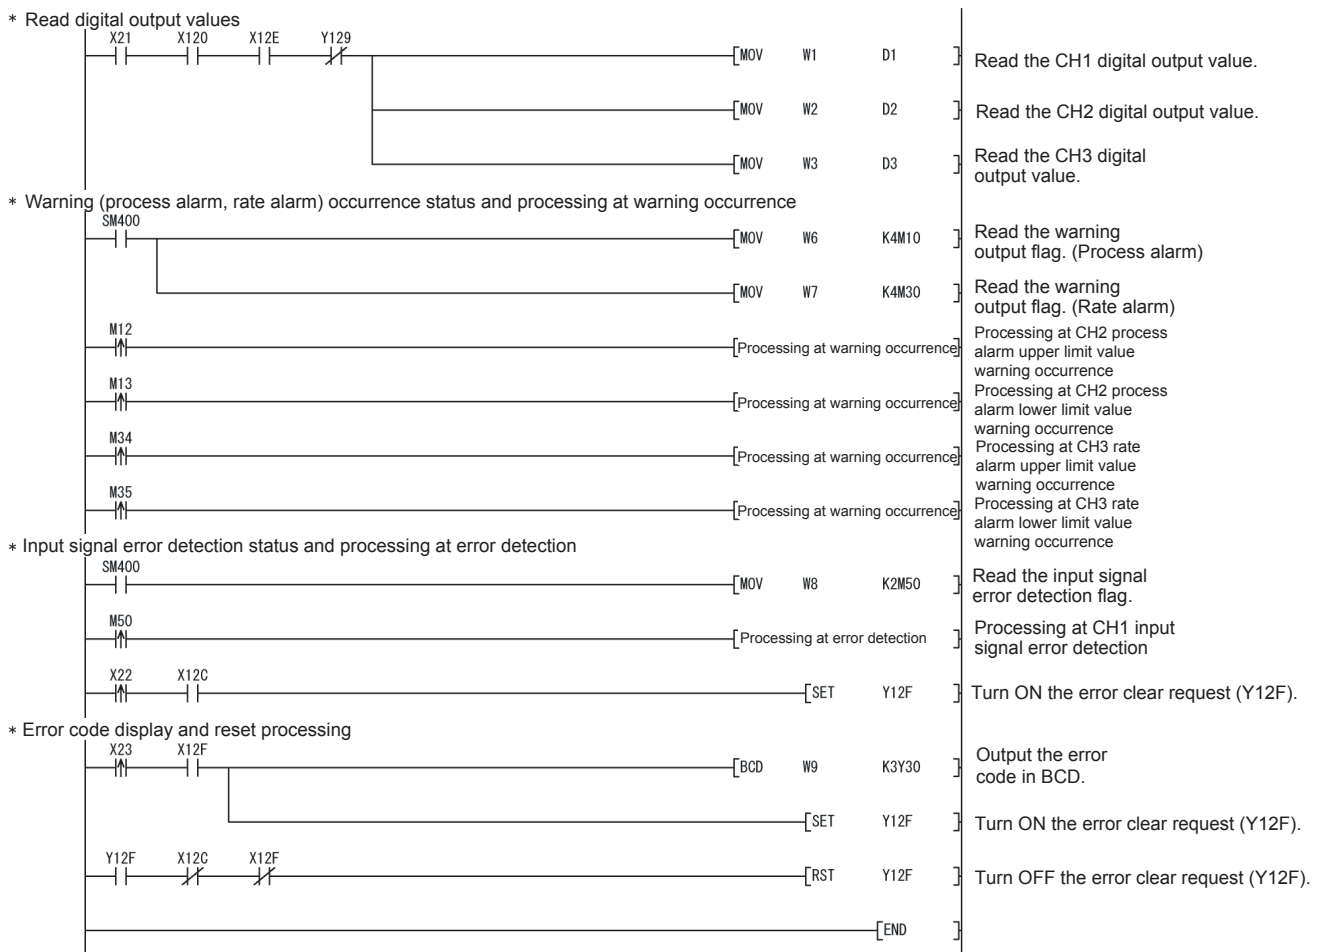 * Read digital output values
X21 X120 X12E Y129
MOV W1 D1 Read the CH1 digital output value.
MOV W2 D2 Read the CH2 digital output value.
MOV W3 D3 Read the CH3 digital
output value.
* Warning (process alarm, rate alarm) occurrence status and processing at warning occurrence
SM400
MOV W6 K4M10 Read the warning
output flag. (Process alarm)
MOV W7 K4M30 Read the warning
output flag. (Rate alarm)
M12
Processing at warning occurrence Processing at CH2 process
alarm upper limit value
warning occurrence
M13
Processing at warning occurrence Processing at CH2 process
alarm lower limit value
warning occurrence
M34
Processing at warning occurrence Processing at CH3 rate
alarm upper limit value
warning occurrence
M35
Processing at warning occurrence Processing at CH3 rate
alarm lower limit value
warning occurrence
* Input signal error detection status and processing at error detection
SM400
MOV W8 K2M50 Read the input signal
error detection flag.
M50
Processing at error detection Processing at CH1 input
signal error detection
X22 X12C
SET Y12F Turn ON the error clear request (Y12F).
* Error code display and reset processing
X23 X12F
BCD W9 K3Y30 Output the error
code in BCD.
SET Y12F Turn ON the error clear request (Y12F).
Y12F X12C X12F
RST Y12F Turn OFF the error clear request (Y12F).
END